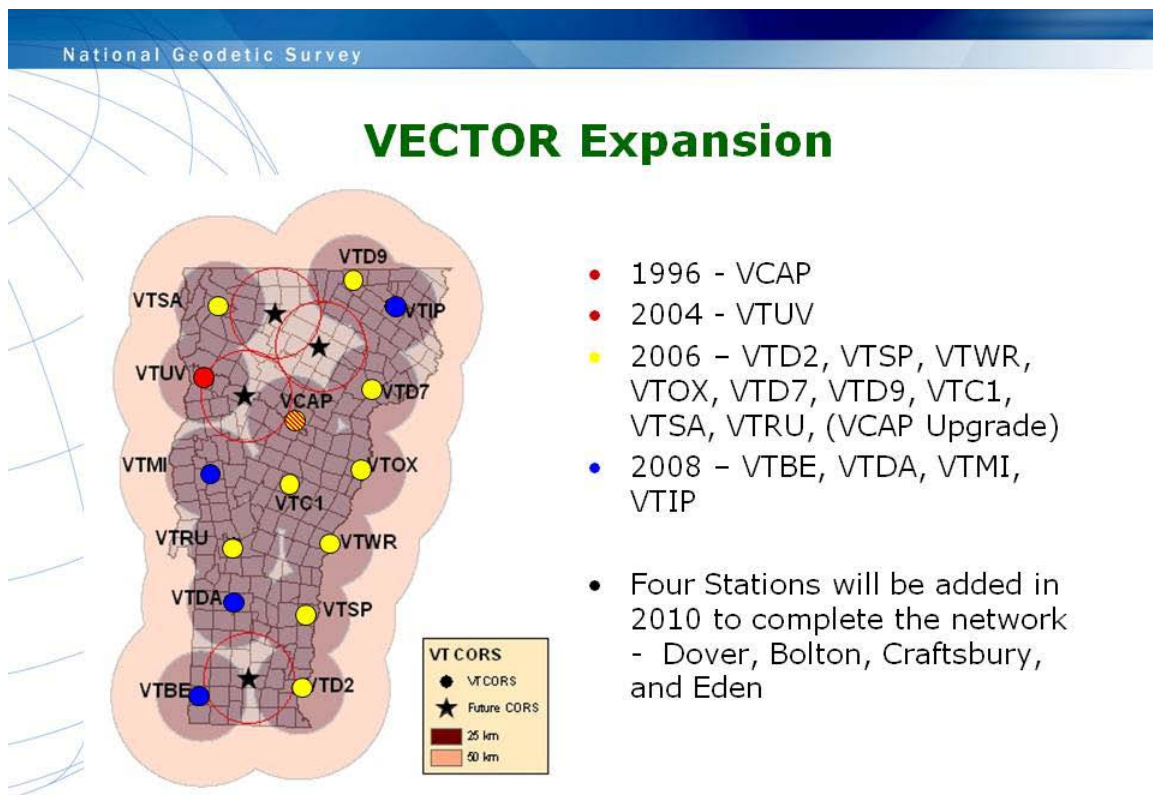 National Geodetic Survey
VECTOR Expansion
VTD9
VTSA
VTIP
VTUV
VCAP
VTD7
VTMI
VTOX
VTC1
VTRU
VTWR
VTDA
VTSP
VTBE
VTD2
VT CORS
VTCORS
Future CORS
25 km
50 km
• 1996 - VCAP
• 2004 - VTUV
• 2006 – VTD2, VTSP, VTWR,
VTOX, VTD7, VTD9, VTC1,
VTSA, VTRU, (VCAP Upgrade)
• 2008 – VTBE, VTDA, VTMI,
VTIP
• Four Stations will be added in
2010 to complete the network
- Dover, Bolton, Craftsbury,
and Eden